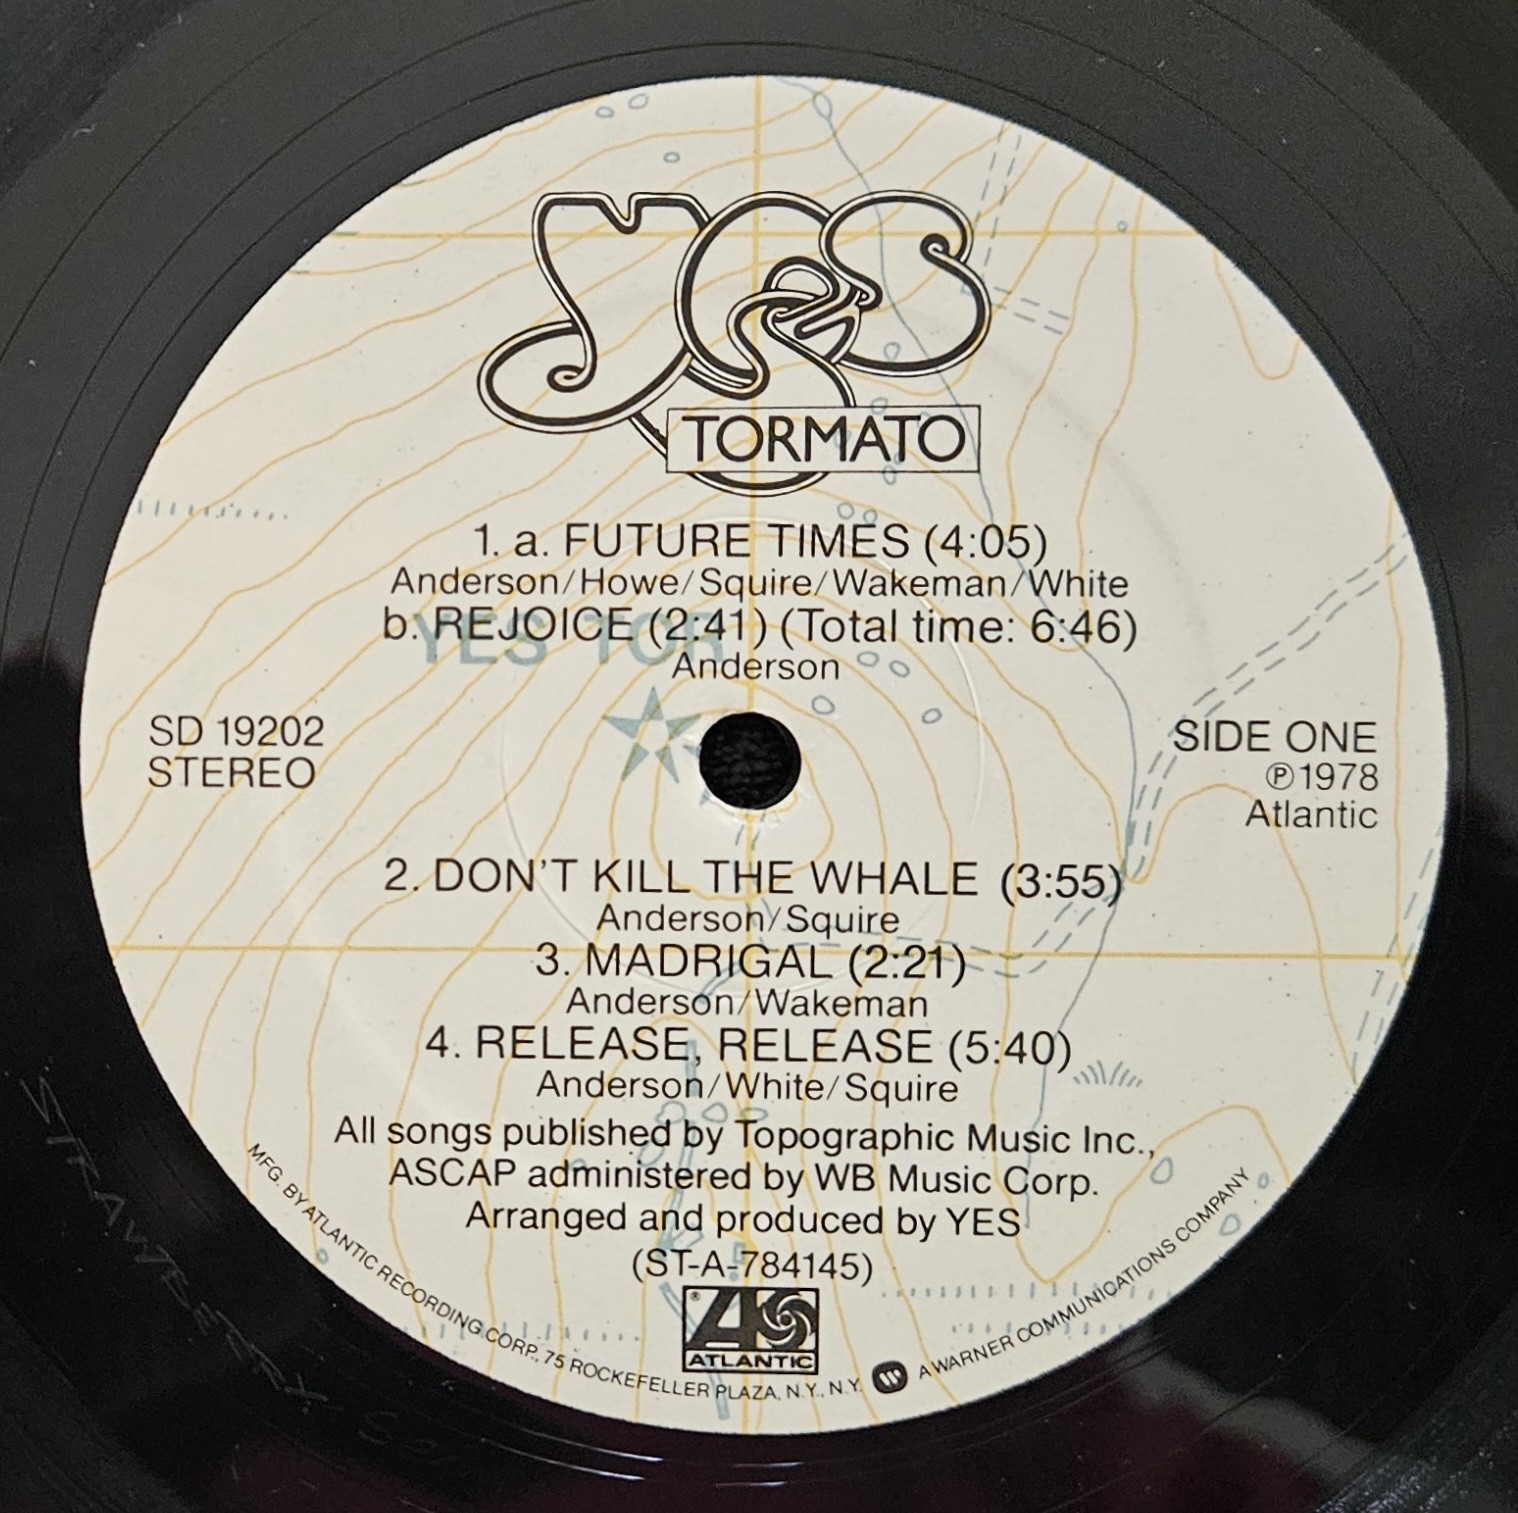 YES
TORMATO
1. a. FUTURE TIMES (4:05)
Anderson/Howe/Squire/Wakeman/White
b. REJOICE (2:41) (Total time: 6:46)
YES TOR
Anderson
SD 19202
STEREO
SIDE ONE
℗1978
Atlantic
2. DON'T KILL THE WHALE (3:55)
Anderson/Squire
3. MADRIGAL (2:21)
Anderson/Wakeman
4. RELEASE, RELEASE (5:40)
Anderson/White/Squire
All songs published by Topographic Music Inc.,
ASCAP administered by WB Music Corp.
Arranged and produced by YES
(ST-A-784145)
® ATLANTIC
MFG. BY ATLANTIC RECORDING CORP., 75 ROCKEFELLER PLAZA, N.Y., N.Y. A WARNER COMMUNICATIONS COMPANY
STRAWBERRY